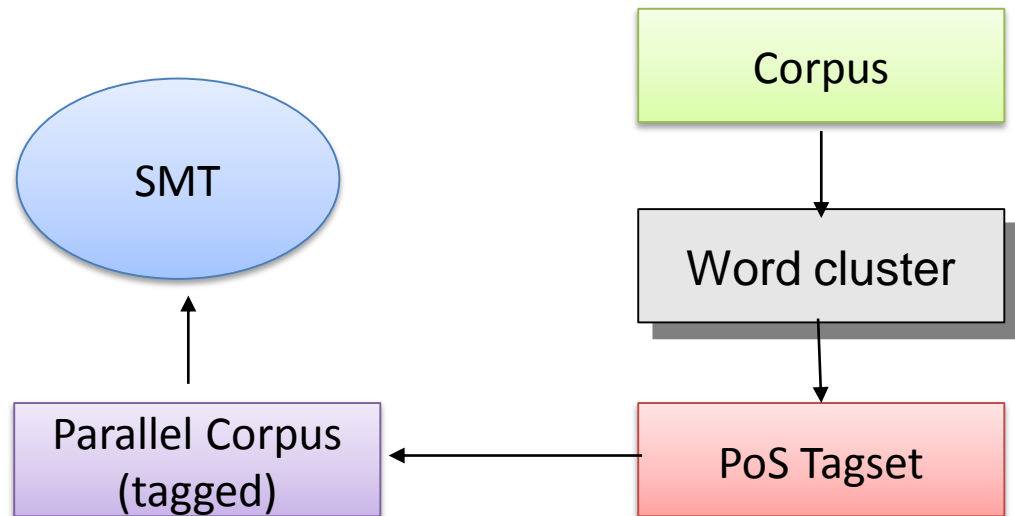 Corpus
SMT
Word cluster
Parallel Corpus
(tagged)
PoS Tagset